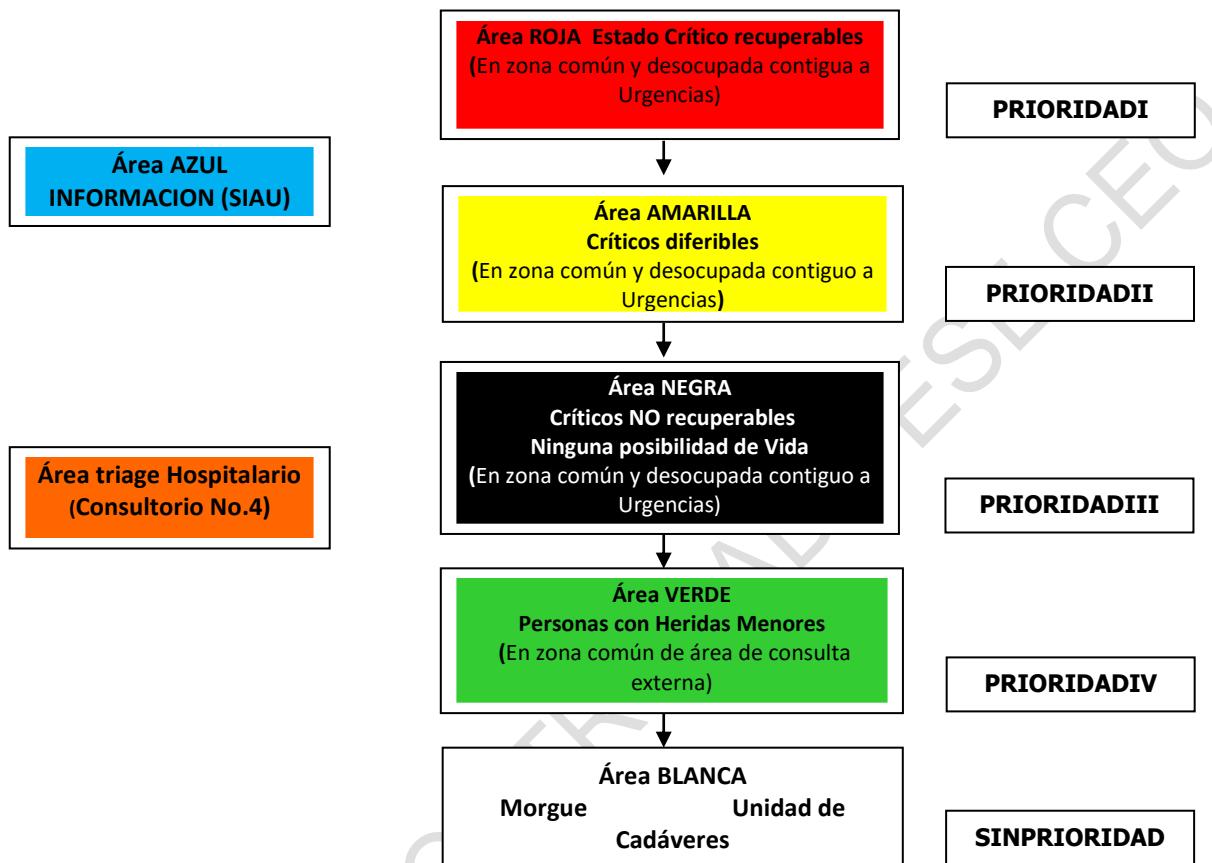 Área ROJA Estado Crítico recuperables
(En zona común y desocupada contigua a
Urgencias)
PRIORIDADI
Área AZUL
INFORMACION (SIAU)
Área AMARILLA
Críticos diferibles
(En zona común y desocupada contiguo a
Urgencias)
PRIORIDADII
Área NEGRA
Críticos NO recuperables
Ninguna posibilidad de Vida
(En zona común y desocupada contiguo a
Urgencias)
PRIORIDADIII
Área triage Hospitalario
(Consultorio No.4)
Área VERDE
Personas con Heridas Menores
(En zona común de área de consulta
externa)
PRIORIDADIV
Área BLANCA
Morgue Unidad de
Cadáveres
SINPRIORIDAD